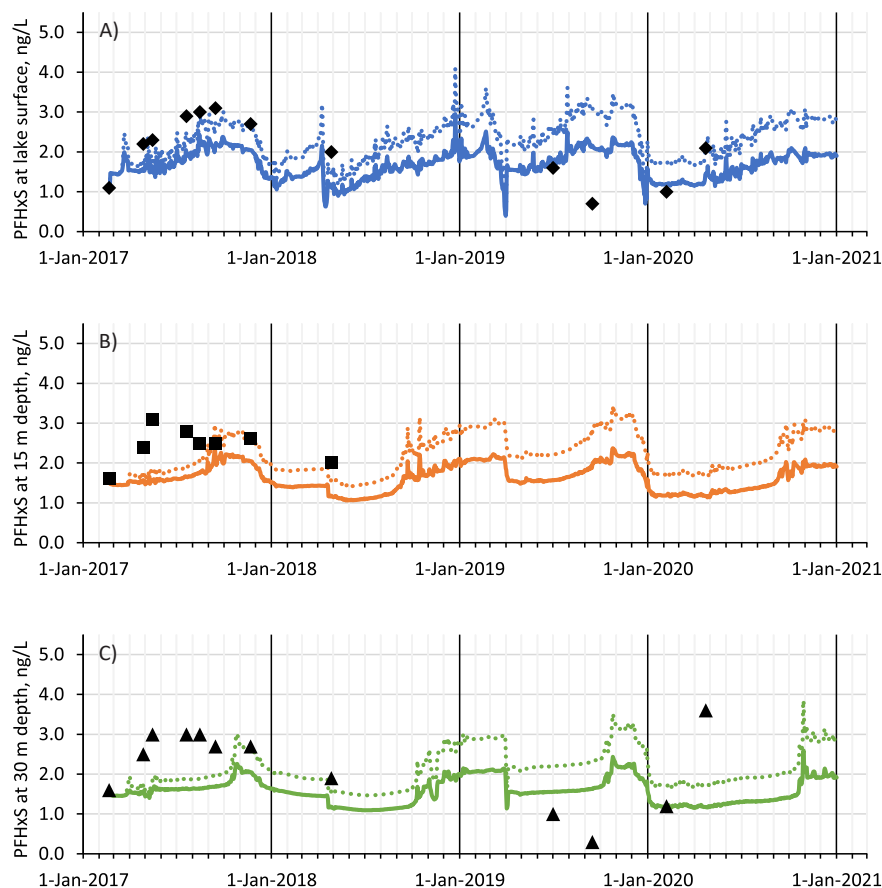 A)
PFHxS at lake surface, ng/L
5.0
4.0
3.0
2.0
1.0
0.0
1-Jan-2017 1-Jan-2018 1-Jan-2019 1-Jan-2020 1-Jan-2021
B)
PFHxS at 15 m depth, ng/L
5.0
4.0
3.0
2.0
1.0
0.0
1-Jan-2017 1-Jan-2018 1-Jan-2019 1-Jan-2020 1-Jan-2021
C)
PFHxS at 30 m depth, ng/L
5.0
4.0
3.0
2.0
1.0
0.0
1-Jan-2017 1-Jan-2018 1-Jan-2019 1-Jan-2020 1-Jan-2021